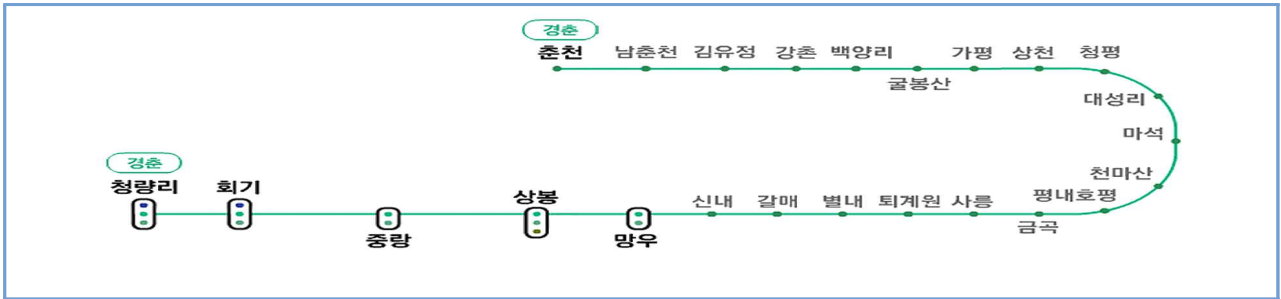 경춘
춘천 남춘천 김유정 강촌 백양리 가평 상천 청평
굴봉산
대성리
마석
경춘
천마산
청량리 회기 상봉 신내 갈매 별내 퇴계원 사릉 평내호평
중랑 망우 금곡